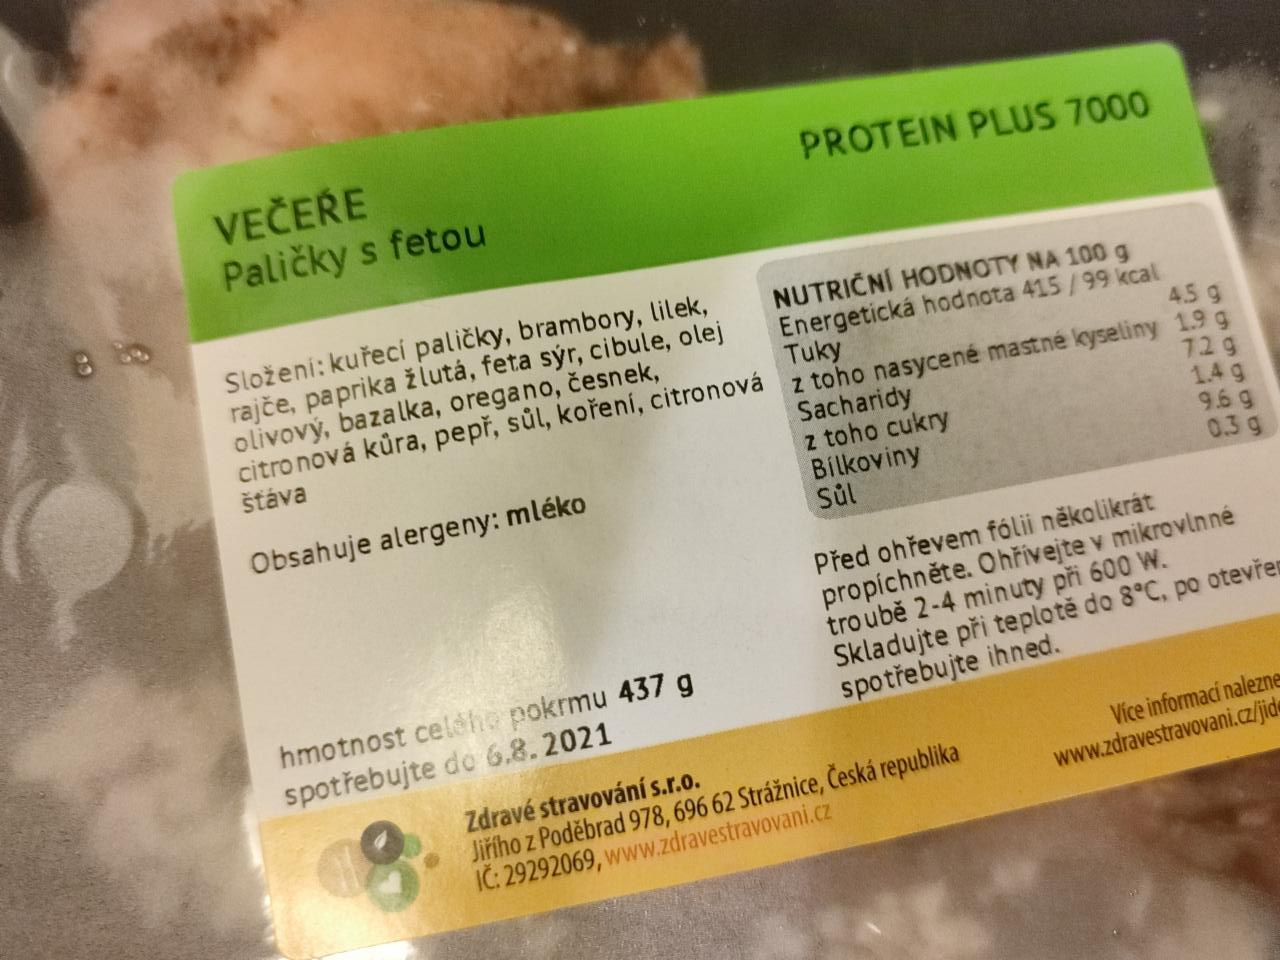 PROTEIN PLUS 7000
VEČEŘE
Paličky s fetou
Složení: kuřecí paličky, brambory, lilek,
rajče, paprika žlutá, feta sýr, cibule, olej
olivový, bazalka, oregano, česnek,
citronová kůra, pepř, sůl, koření, citronová
šťáva
Obsahuje alergeny: mléko
hmotnost celého pokrmu 437 g
spotřebujte do 6.8. 2021
NUTRIČNÍ HODNOTY NA 100 g
Energetická hodnota 415 / 99 kcal
Tuky 4.5 g
z toho nasycené mastné kyseliny 1.9 g
Sacharidy 7.2 g
z toho cukry 1.4 g
Bílkoviny 9.6 g
Sůl 0.3 g
Před ohřevem fólii několikrát
propíchněte. Ohřívejte v mikrovlnné
troubě 2-4 minuty při 600 W.
Skladujte při teplotě do 8°C, po otevře
spotřebujte ihned.
Zdravé stravování s.r.o.
Jiřího z Poděbrad 978, 696 62 Strážnice, Česká republika
IČ: 29292069, www.zdravestravovani.cz
Více informací nalezne
www.zdravestravovani.cz/jid